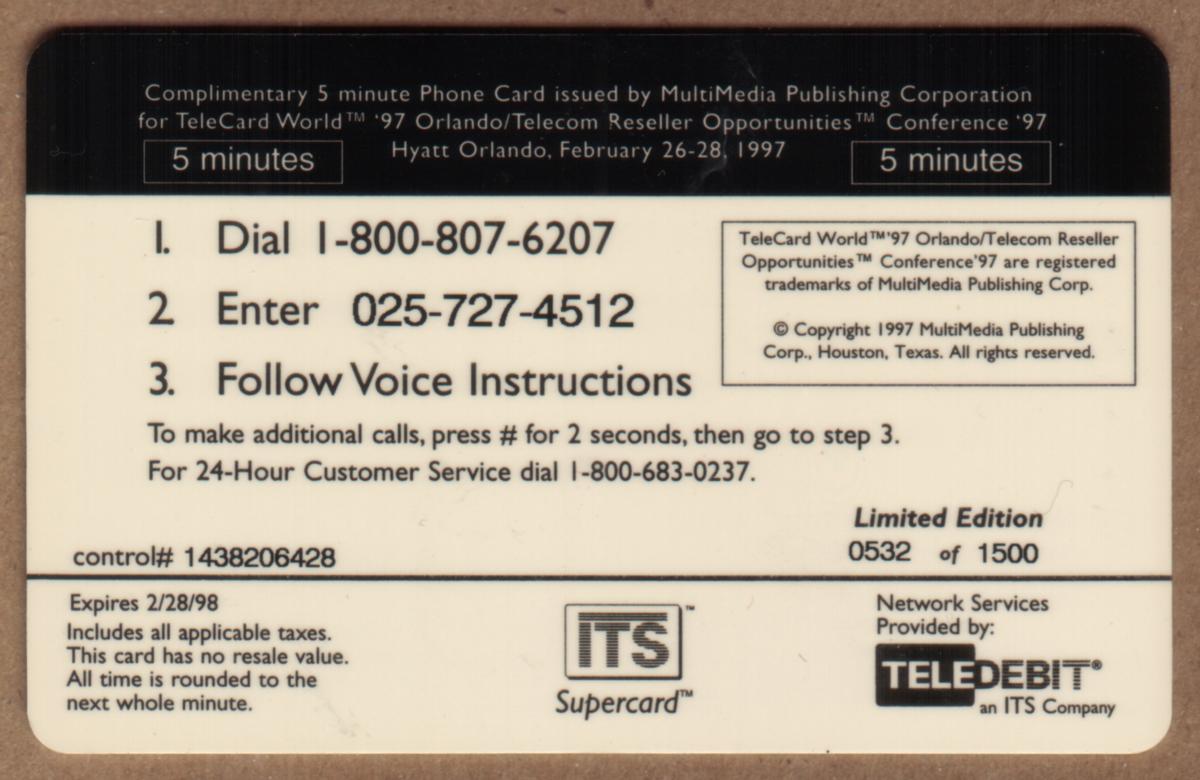 Complimentary 5 minute Phone Card issued by MultiMedia Publishing Corporation
for TeleCard World™ '97 Orlando/Telecom Reseller Opportunities™ Conference '97
Hyatt Orlando, February 26-28, 1997
5 minutes
5 minutes
1. Dial 1-800-807-6207
2. Enter 025-727-4512
3. Follow Voice Instructions
TeleCard World™'97 Orlando/Telecom Reseller
Opportunities™ Conference'97 are registered
trademarks of MultiMedia Publishing Corp.
© Copyright 1997 MultiMedia Publishing
Corp., Houston, Texas. All rights reserved.
To make additional calls, press # for 2 seconds, then go to step 3.
For 24-Hour Customer Service dial 1-800-683-0237.
Limited Edition
0532 of 1500
control# 1438206428
Expires 2/28/98
Includes all applicable taxes.
This card has no resale value.
All time is rounded to the
next whole minute.
ITS™
Supercard™
Network Services
Provided by:
TELEDEBIT®
an ITS Company